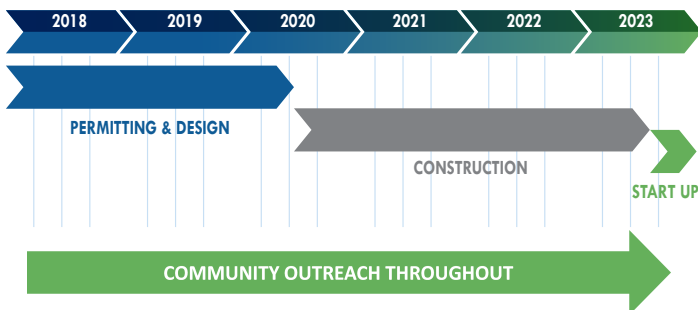 2018 2019 2020 2021 2022 2023
PERMITTING & DESIGN
CONSTRUCTION
START UP
COMMUNITY OUTREACH THROUGHOUT